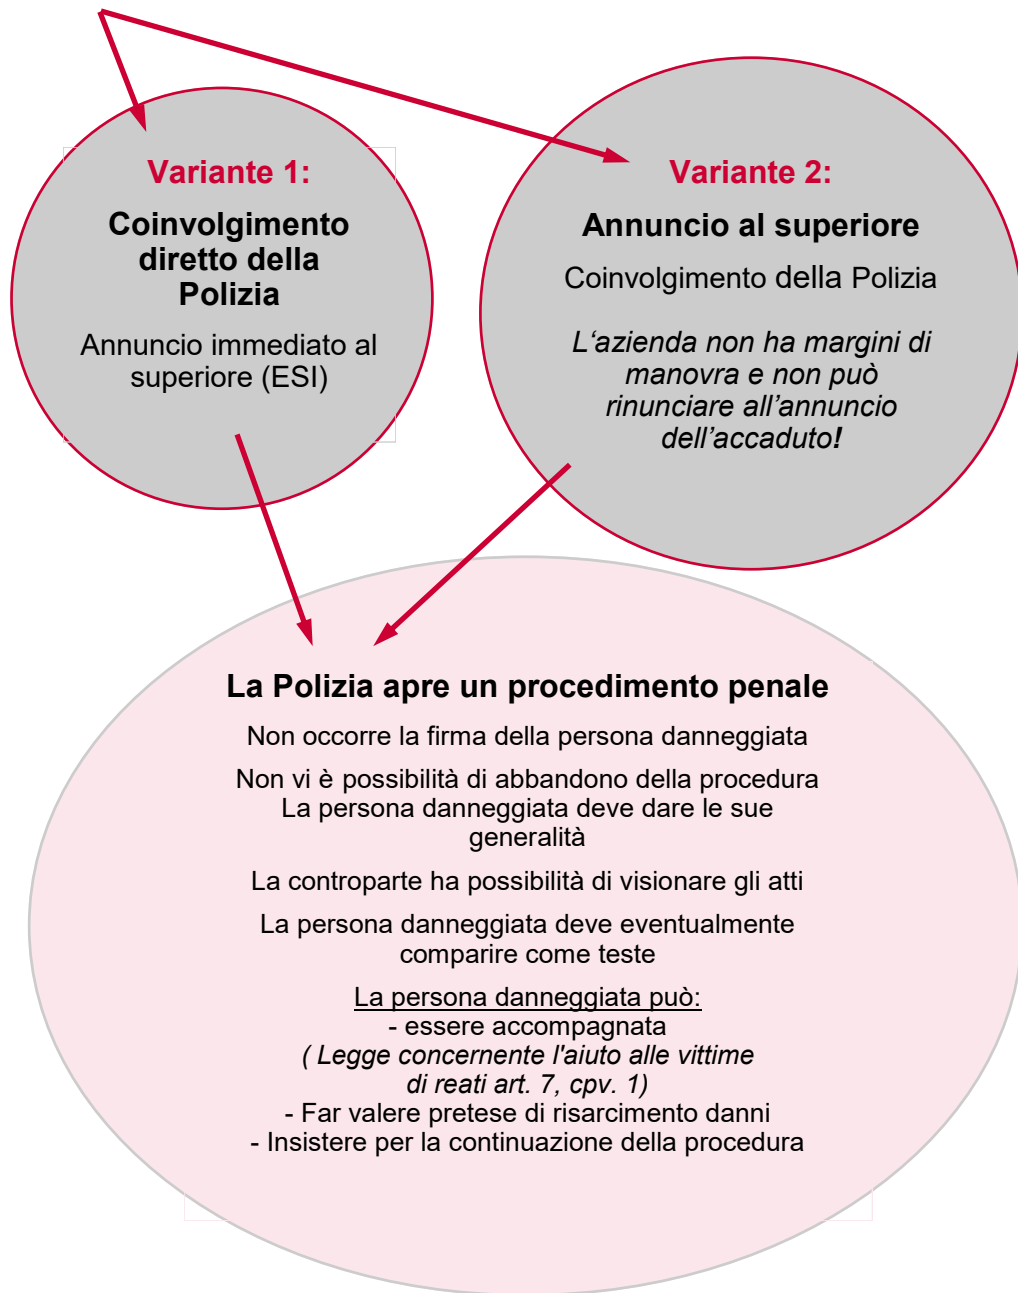 Variante 1:
Coinvolgimento
diretto della
Polizia
Annuncio immediato al
superiore (ESI)
Variante 2:
Annuncio al superiore
Coinvolgimento della Polizia
L‘azienda non ha margini di
manovra e non può
rinunciare all’annuncio
dell’accaduto!
La Polizia apre un procedimento penale
Non occorre la firma della persona danneggiata
Non vi è possibilità di abbandono della procedura
La persona danneggiata deve dare le sue
generalità
La controparte ha possibilità di visionare gli atti
La persona danneggiata deve eventualmente
comparire come teste
La persona danneggiata può:
- essere accompagnata
( Legge concernente l'aiuto alle vittime
di reati art. 7, cpv. 1)
- Far valere pretese di risarcimento danni
- Insistere per la continuazione della procedura